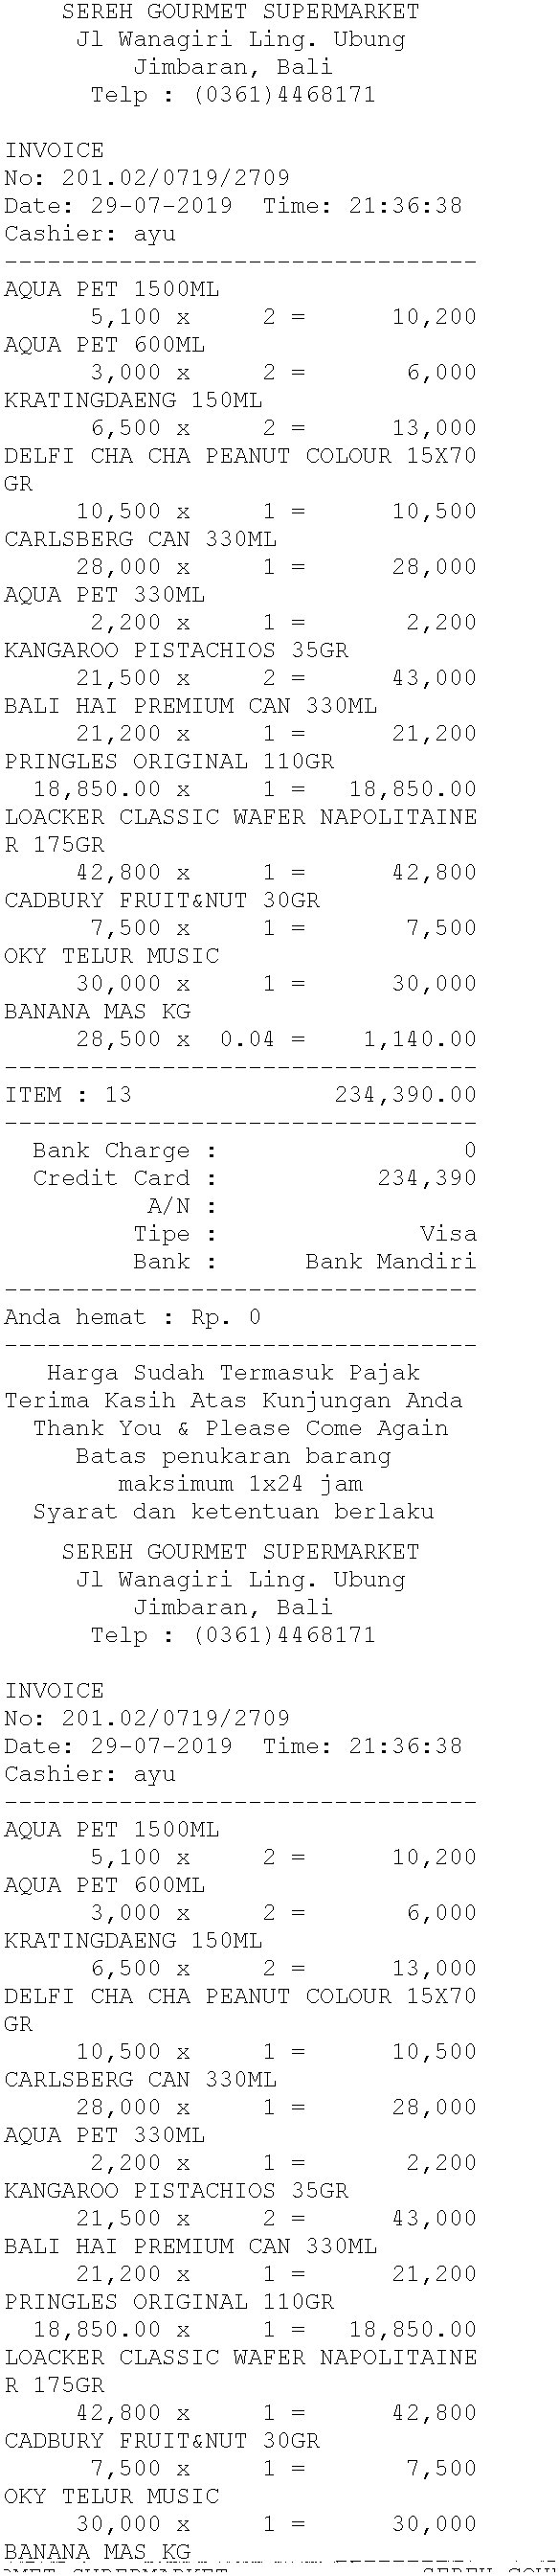 SEREH GOURMET SUPERMARKET
Jl Wanagiri Ling. Ubung
Jimbaran, Bali
Telp : (0361)4468171
INVOICE
No: 201.02/0719/2709
Date: 29-07-2019  Time: 21:36:38
Cashier: ayu
---------------------------------
AQUA PET 1500ML
5,100 x 2 = 10,200
AQUA PET 600ML
3,000 x 2 = 6,000
KRATINGDAENG 150ML
6,500 x 2 = 13,000
DELFI CHA CHA PEANUT COLOUR 15X70
GR
10,500 x 1 = 10,500
CARLSBERG CAN 330ML
28,000 x 1 = 28,000
AQUA PET 330ML
2,200 x 1 = 2,200
KANGAROO PISTACHIOS 35GR
21,500 x 2 = 43,000
BALI HAI PREMIUM CAN 330ML
21,200 x 1 = 21,200
PRINGLES ORIGINAL 110GR
18,850.00 x 1 = 18,850.00
LOACKER CLASSIC WAFER NAPOLITAINE
R 175GR
42,800 x 1 = 42,800
CADBURY FRUIT&NUT 30GR
7,500 x 1 = 7,500
OKY TELUR MUSIC
30,000 x 1 = 30,000
BANANA MAS KG
28,500 x 0.04 = 1,140.00
---------------------------------
ITEM : 13 234,390.00
---------------------------------
Bank Charge : 0
Credit Card : 234,390
A/N :
Tipe : Visa
Bank : Bank Mandiri
---------------------------------
Anda hemat : Rp. 0
---------------------------------
Harga Sudah Termasuk Pajak
Terima Kasih Atas Kunjungan Anda
Thank You & Please Come Again
Batas penukaran barang
maksimum 1x24 jam
Syarat dan ketentuan berlaku
SEREH GOURMET SUPERMARKET
Jl Wanagiri Ling. Ubung
Jimbaran, Bali
Telp : (0361)4468171
INVOICE
No: 201.02/0719/2709
Date: 29-07-2019  Time: 21:36:38
Cashier: ayu
---------------------------------
AQUA PET 1500ML
5,100 x 2 = 10,200
AQUA PET 600ML
3,000 x 2 = 6,000
KRATINGDAENG 150ML
6,500 x 2 = 13,000
DELFI CHA CHA PEANUT COLOUR 15X70
GR
10,500 x 1 = 10,500
CARLSBERG CAN 330ML
28,000 x 1 = 28,000
AQUA PET 330ML
2,200 x 1 = 2,200
KANGAROO PISTACHIOS 35GR
21,500 x 2 = 43,000
BALI HAI PREMIUM CAN 330ML
21,200 x 1 = 21,200
PRINGLES ORIGINAL 110GR
18,850.00 x 1 = 18,850.00
LOACKER CLASSIC WAFER NAPOLITAINE
R 175GR
42,800 x 1 = 42,800
CADBURY FRUIT&NUT 30GR
7,500 x 1 = 7,500
OKY TELUR MUSIC
30,000 x 1 = 30,000
BANANA MAS KG